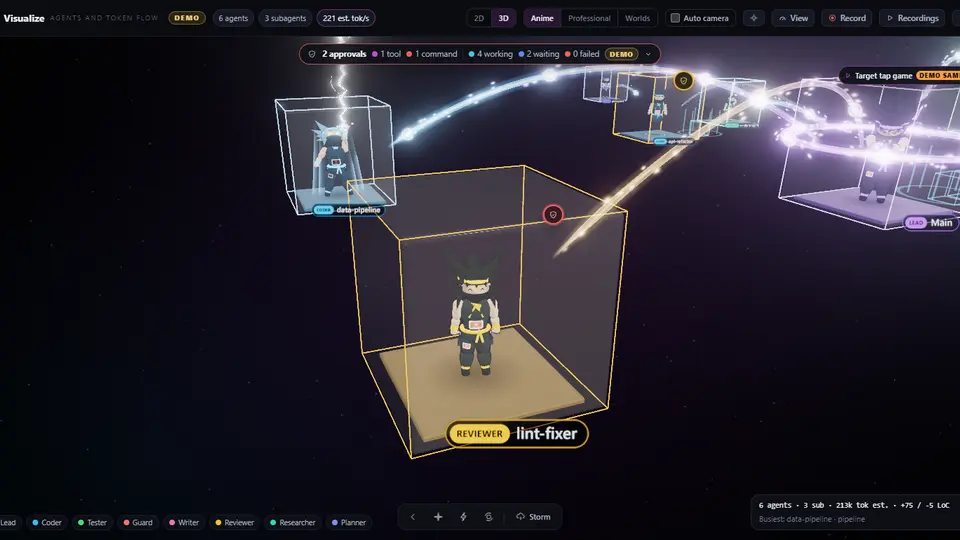 Visualize AGENTS AND TOKEN FLOW DEMO 6 agents 3 subagents 221 est. tok/s 2D 3D Anime Professional Worlds Auto camera View Record Recordings
2 approvals 1 tool 1 command 4 working 2 waiting 0 failed DEMO
Target tap game DEMO SAM
CODER data-pipeline
LEAD Main
REVIEWER lint-fixer
6 agents · 3 sub · 213k tok est. · +75 / -5 LoC
Busiest: data-pipeline · pipeline
Lead Coder Tester Guard Writer Reviewer Researcher Planner
Storm